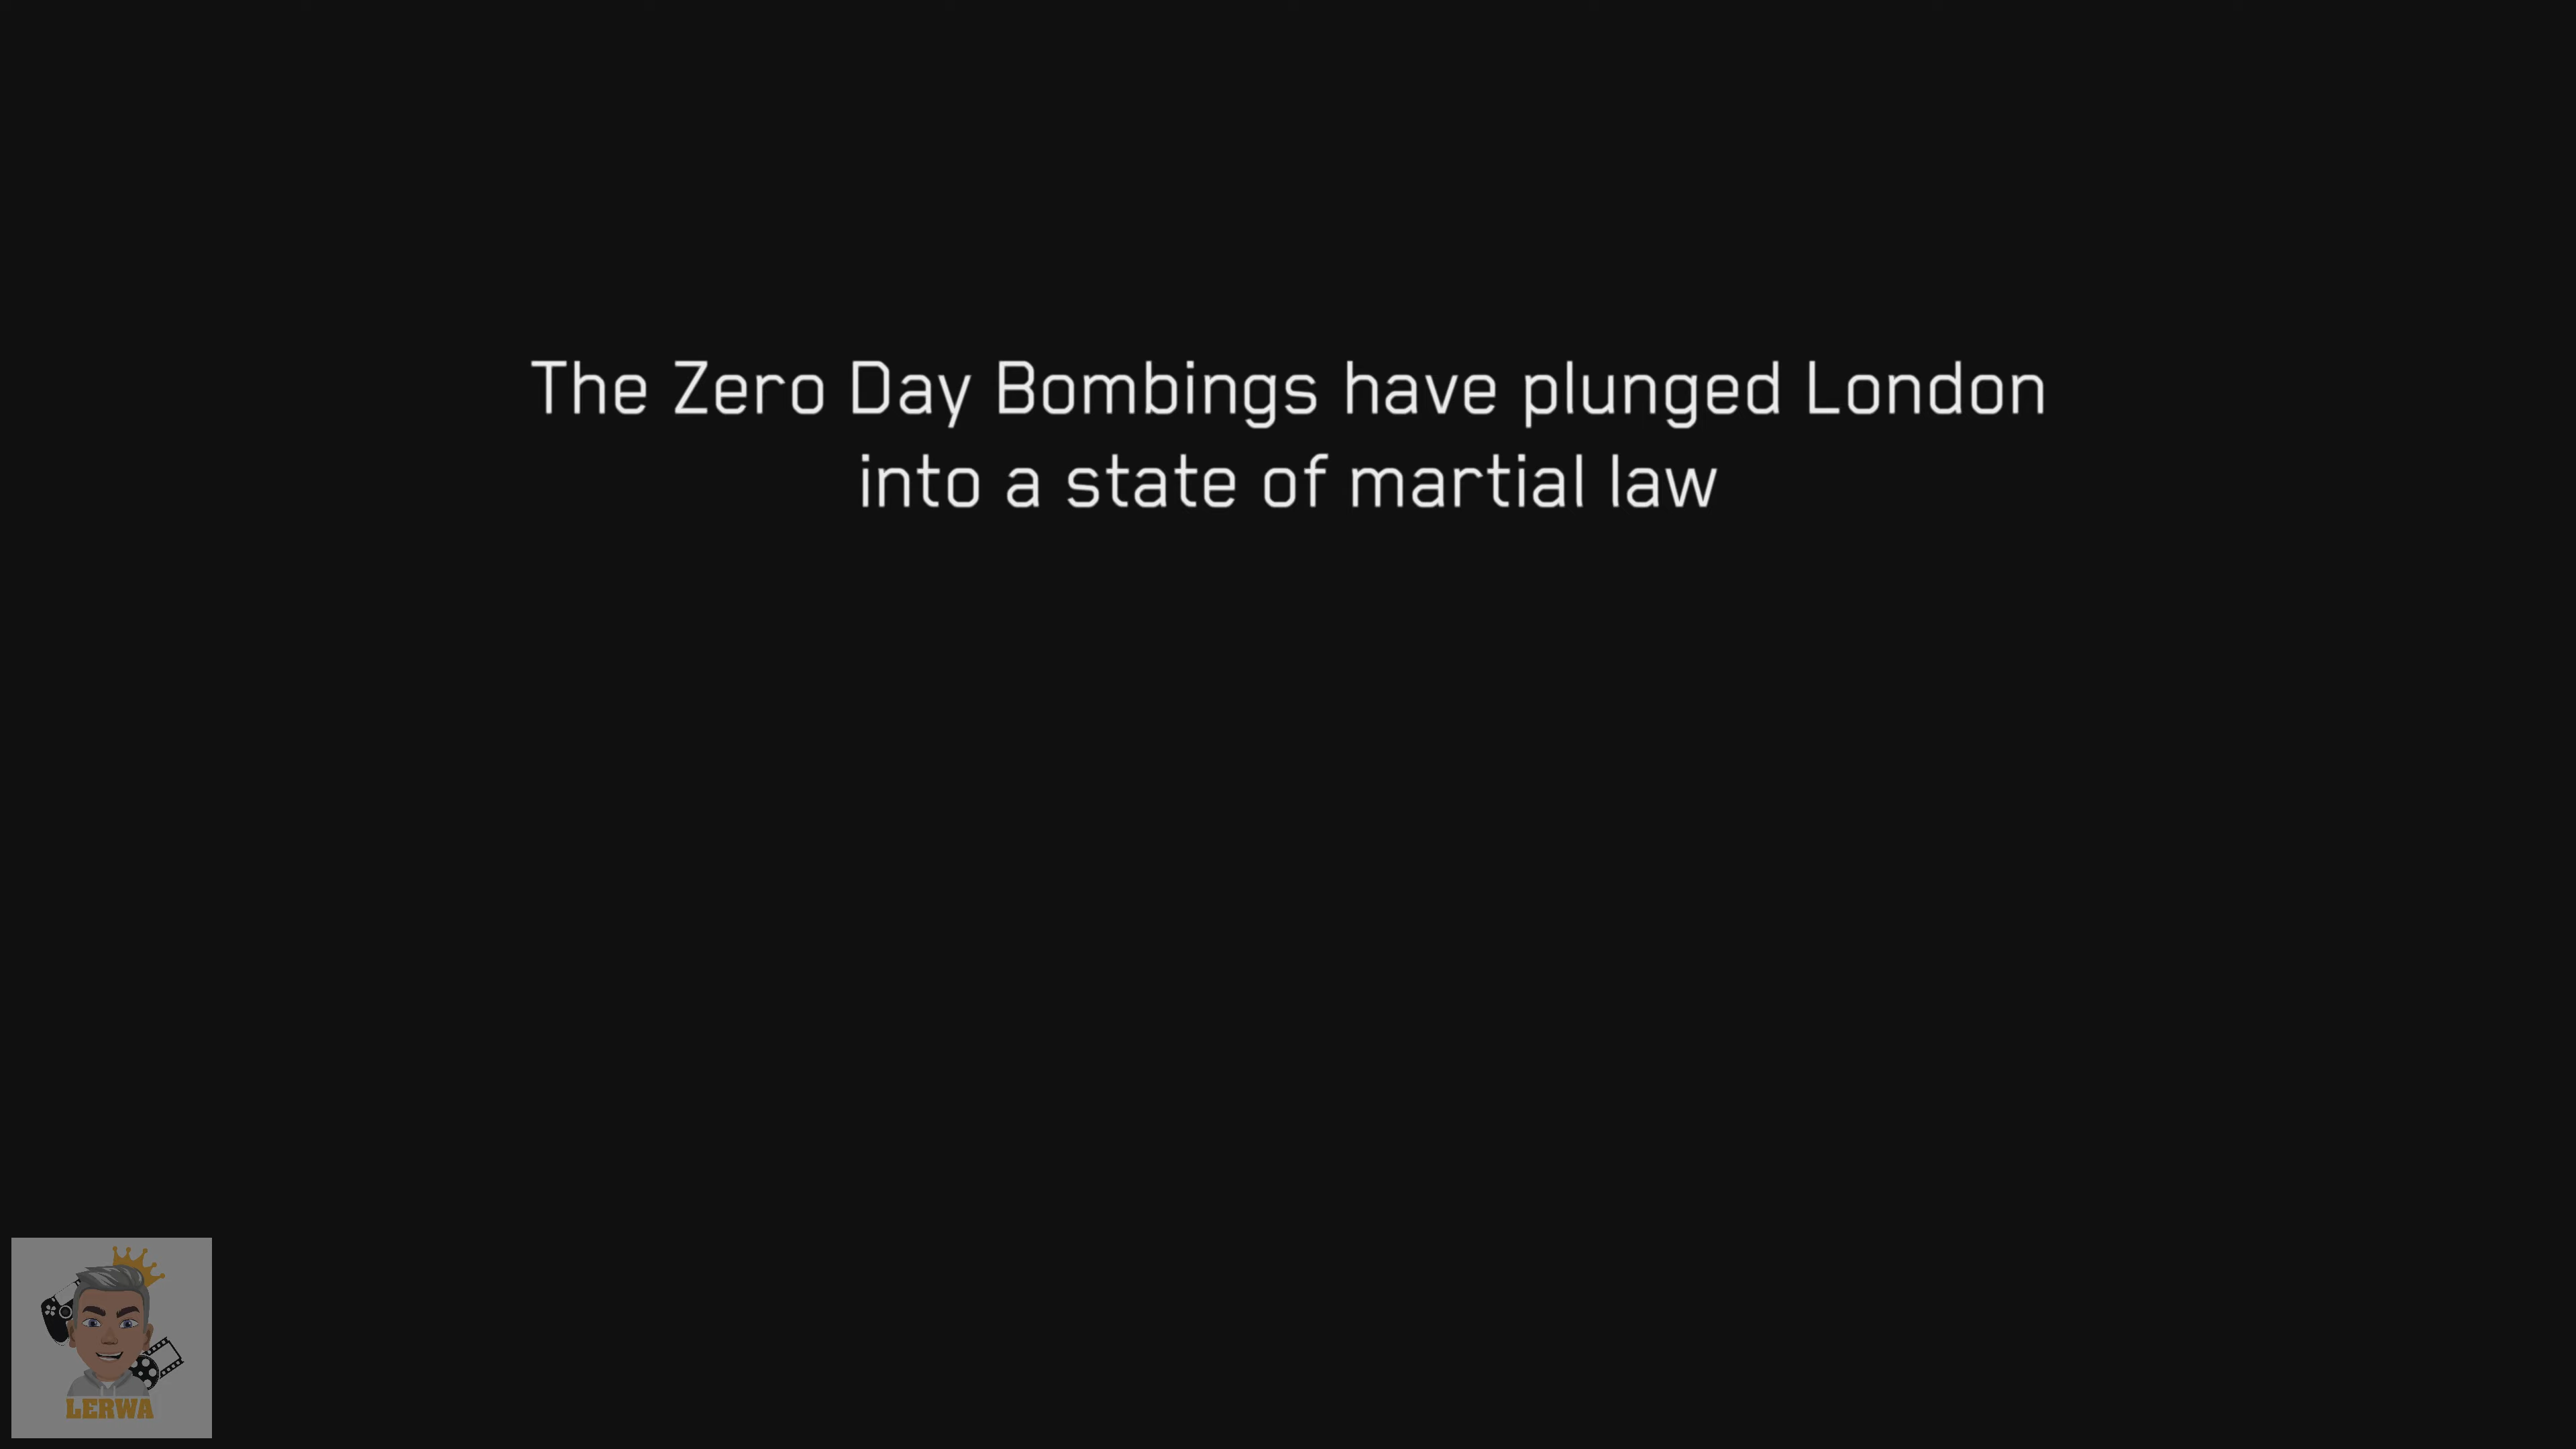 The Zero Day Bombings have plunged London
into a state of martial law
LERWA